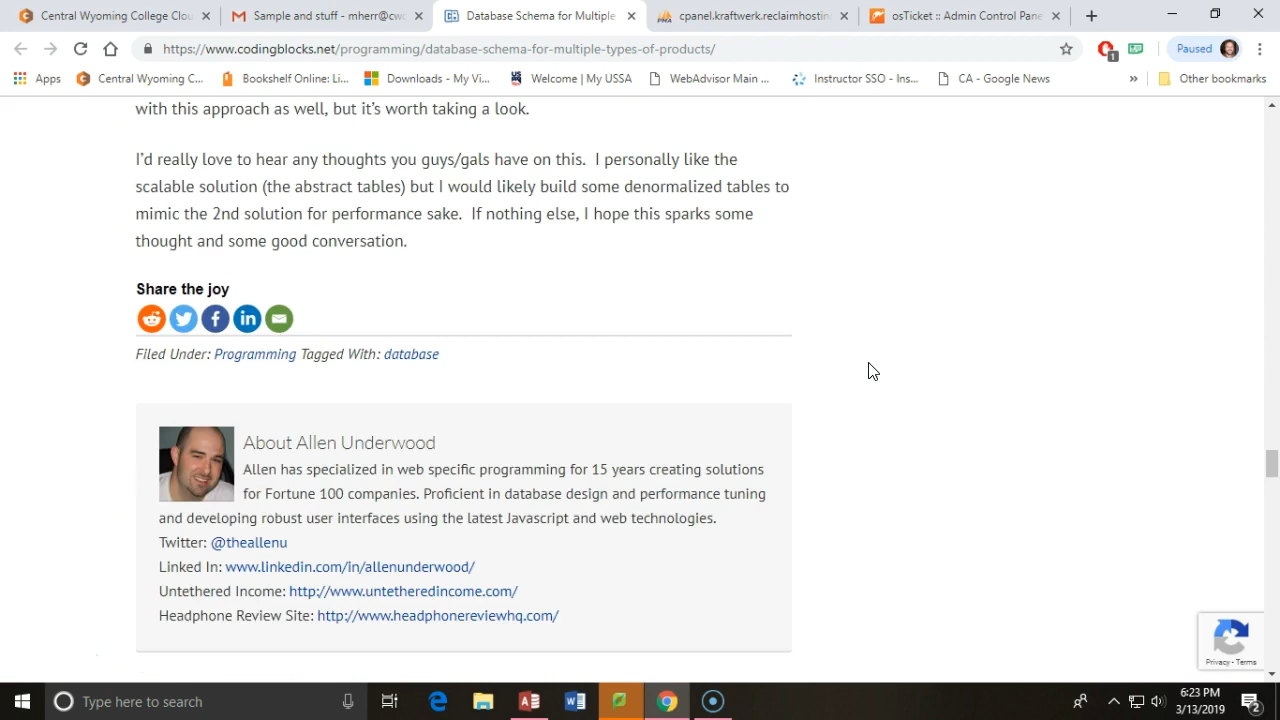 Central Wyoming College Clou
Sample and stuff - mherr@cwc
Database Schema for Multiple
cpanel.kraftwerk.reclaimhostin
osTicket :: Admin Control Pane
https://www.codingblocks.net/programming/database-schema-for-multiple-types-of-products/
1
Paused
Apps
Central Wyoming C...
Bookshelf Online: Li...
Downloads - My Vi...
Welcome | My USSA
WebAdvisor Main ...
Instructor SSO - Ins...
CA - Google News
»
Other bookmarks
with this approach as well, but it's worth taking a look.
I'd really love to hear any thoughts you guys/gals have on this. I personally like the
scalable solution (the abstract tables) but I would likely build some denormalized tables to
mimic the 2nd solution for performance sake. If nothing else, I hope this sparks some
thought and some good conversation.
Share the joy
Filed Under: Programming Tagged With: database
About Allen Underwood
Allen has specialized in web specific programming for 15 years creating solutions
for Fortune 100 companies. Proficient in database design and performance tuning
and developing robust user interfaces using the latest Javascript and web technologies.
Twitter: @theallenu
Linked In: www.linkedin.com/in/allenunderwood/
Untethered Income: http://www.untetheredincome.com/
Headphone Review Site: http://www.headphonereviewhq.com/
Privacy - Terms
Type here to search
6:23 PM
3/13/2019
2